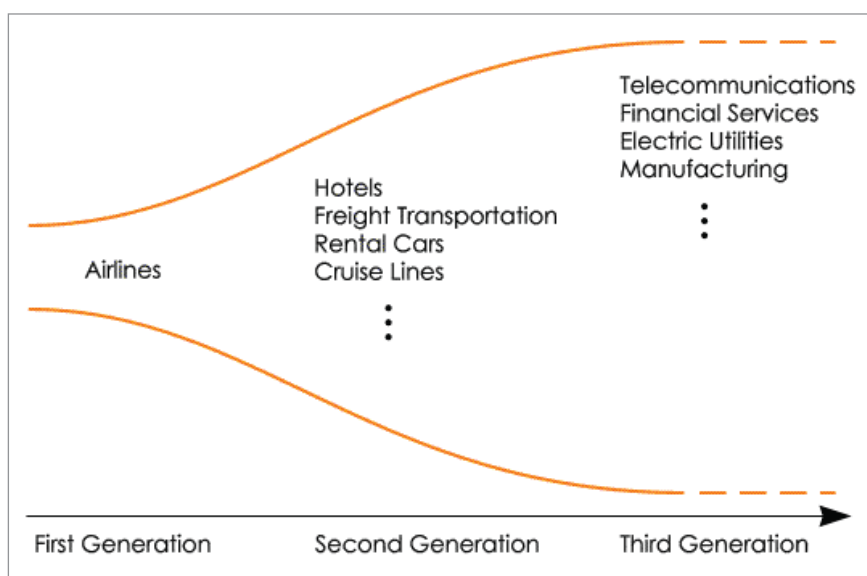 Telecommunications
Financial Services
Electric Utilities
Manufacturing
Hotels
Freight Transportation
Rental Cars
Cruise Lines
Airlines
First Generation
Second Generation
Third Generation